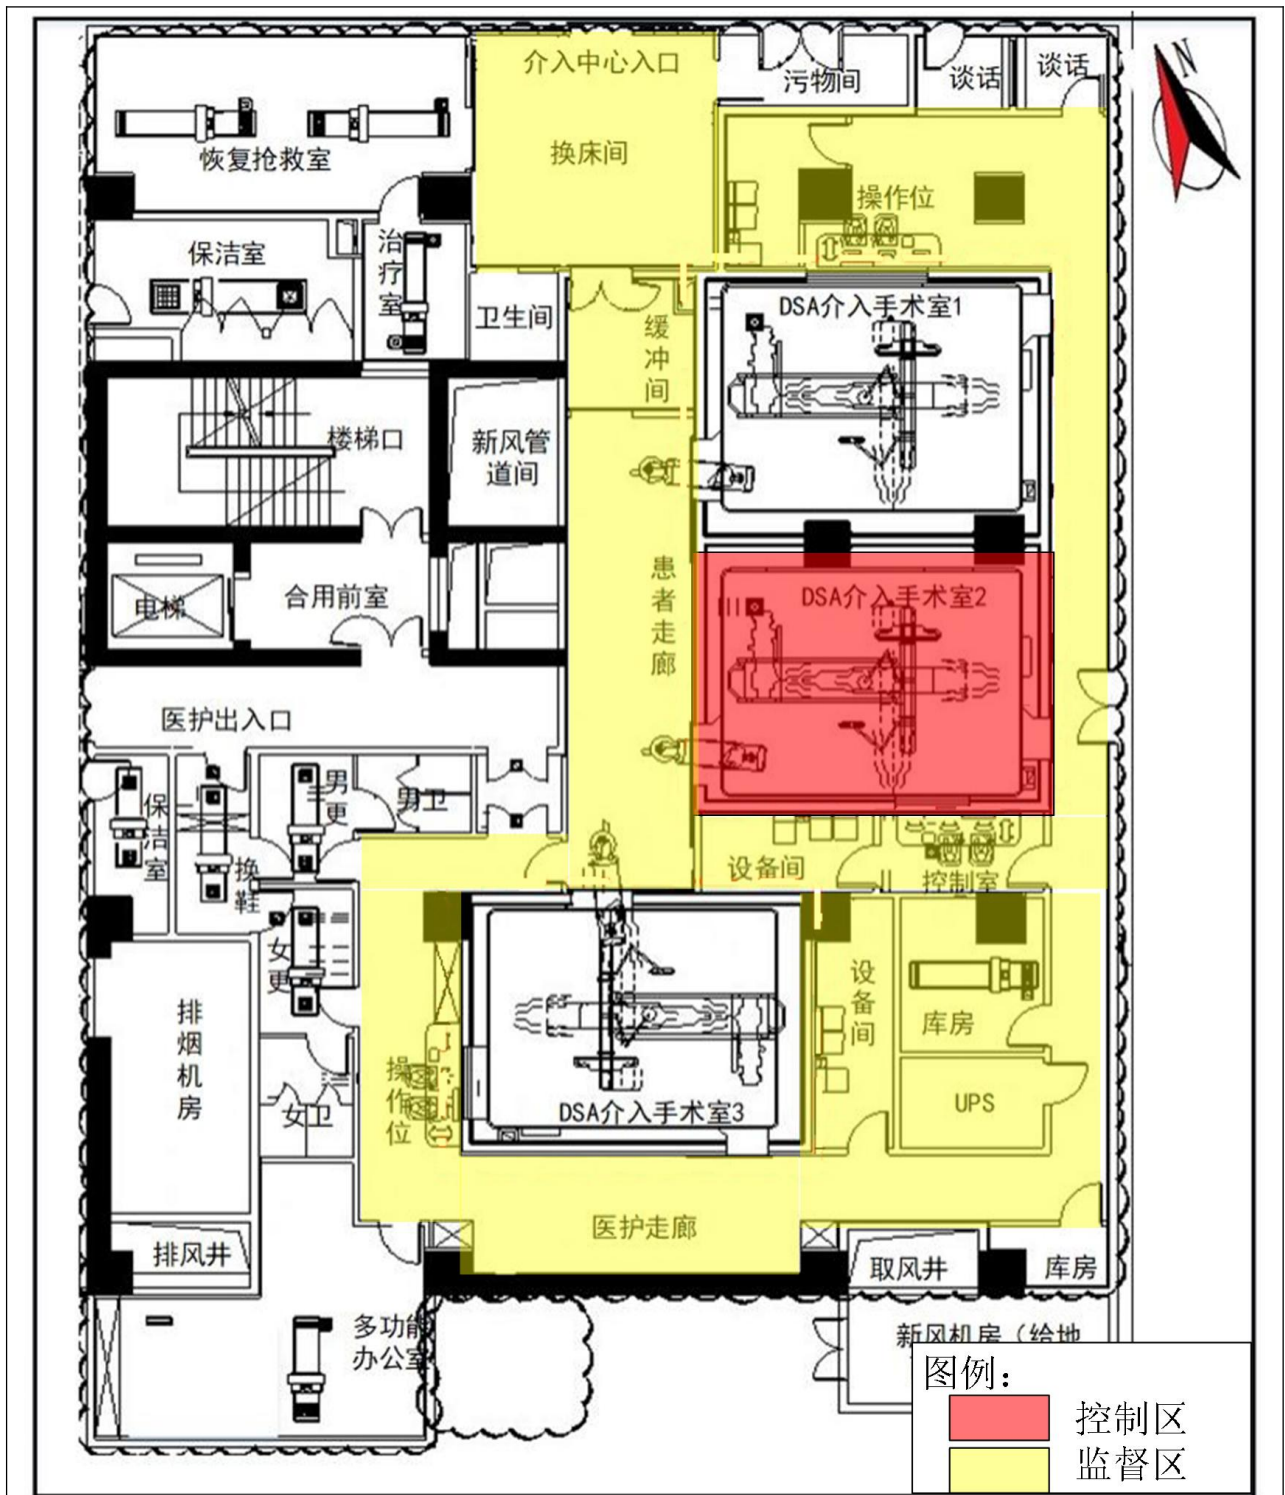 介入中心入口
污物间
谈话
谈话
N
恢复抢救室
换床间
操作位
保洁室
治疗室
卫生间
缓冲间
DSA介入手术室1
楼梯口
新风管
道间
患者走廊
电梯
合用前室
DSA介入手术室2
医护出入口
保洁室
换鞋
男更
男卫
设备间
控制室
女更
排烟机房
女卫
操作位
设备间
库房
UPS
DSA介入手术室3
医护走廊
排风井
取风井
库房
多功能
办公室
新风机房（给地
图例：
控制区
监督区